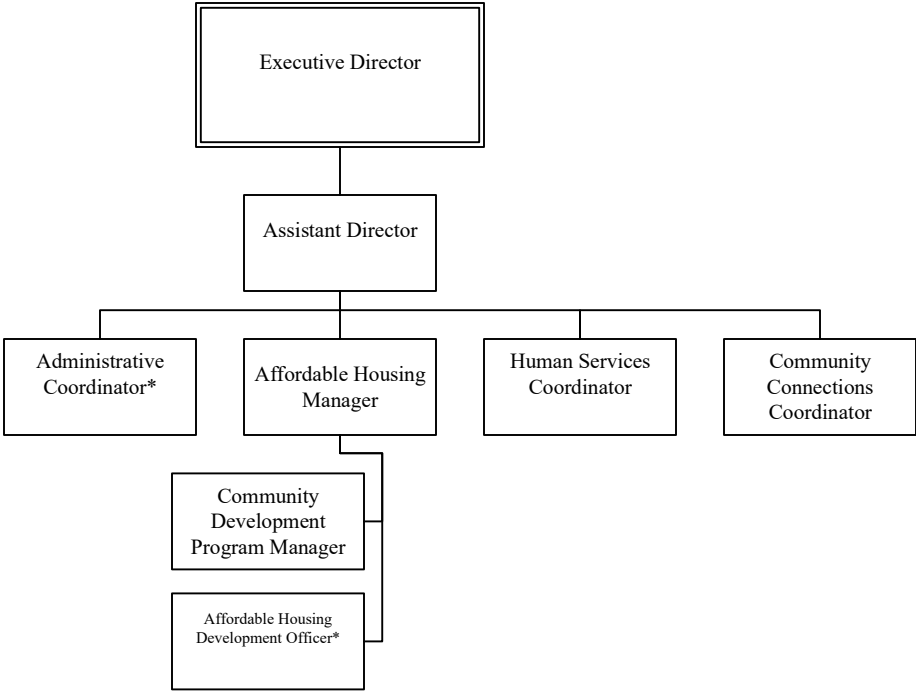 Executive Director
Assistant Director
Administrative
Coordinator*
Affordable Housing
Manager
Human Services
Coordinator
Community
Connections
Coordinator
Community
Development
Program Manager
Affordable Housing
Development Officer*